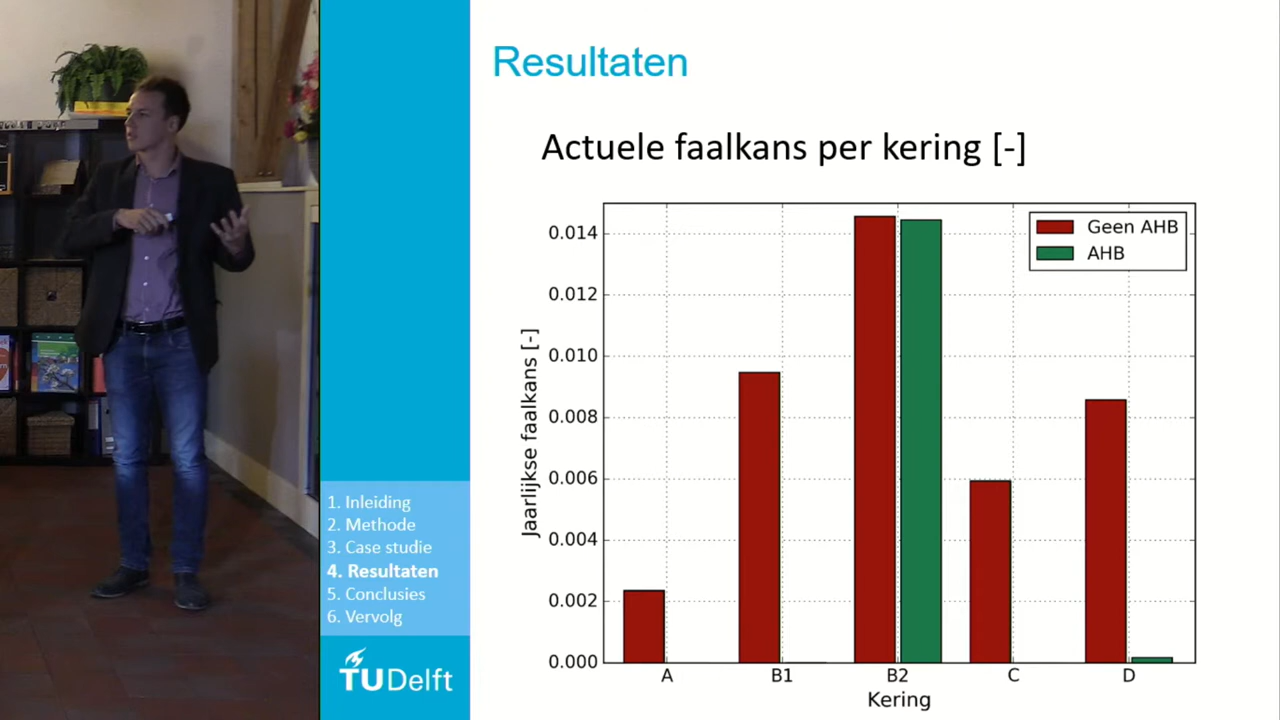 Resultaten
Actuele faalkans per kering [-]
Geen AHB
AHB
0.014
0.012
0.010
0.008
0.006
0.004
0.002
0.000
Jaarlijkse faalkans [-]
A B1 B2 C D
Kering
1. Inleiding
2. Methode
3. Case studie
4. Resultaten
5. Conclusies
6. Vervolg
TU Delft